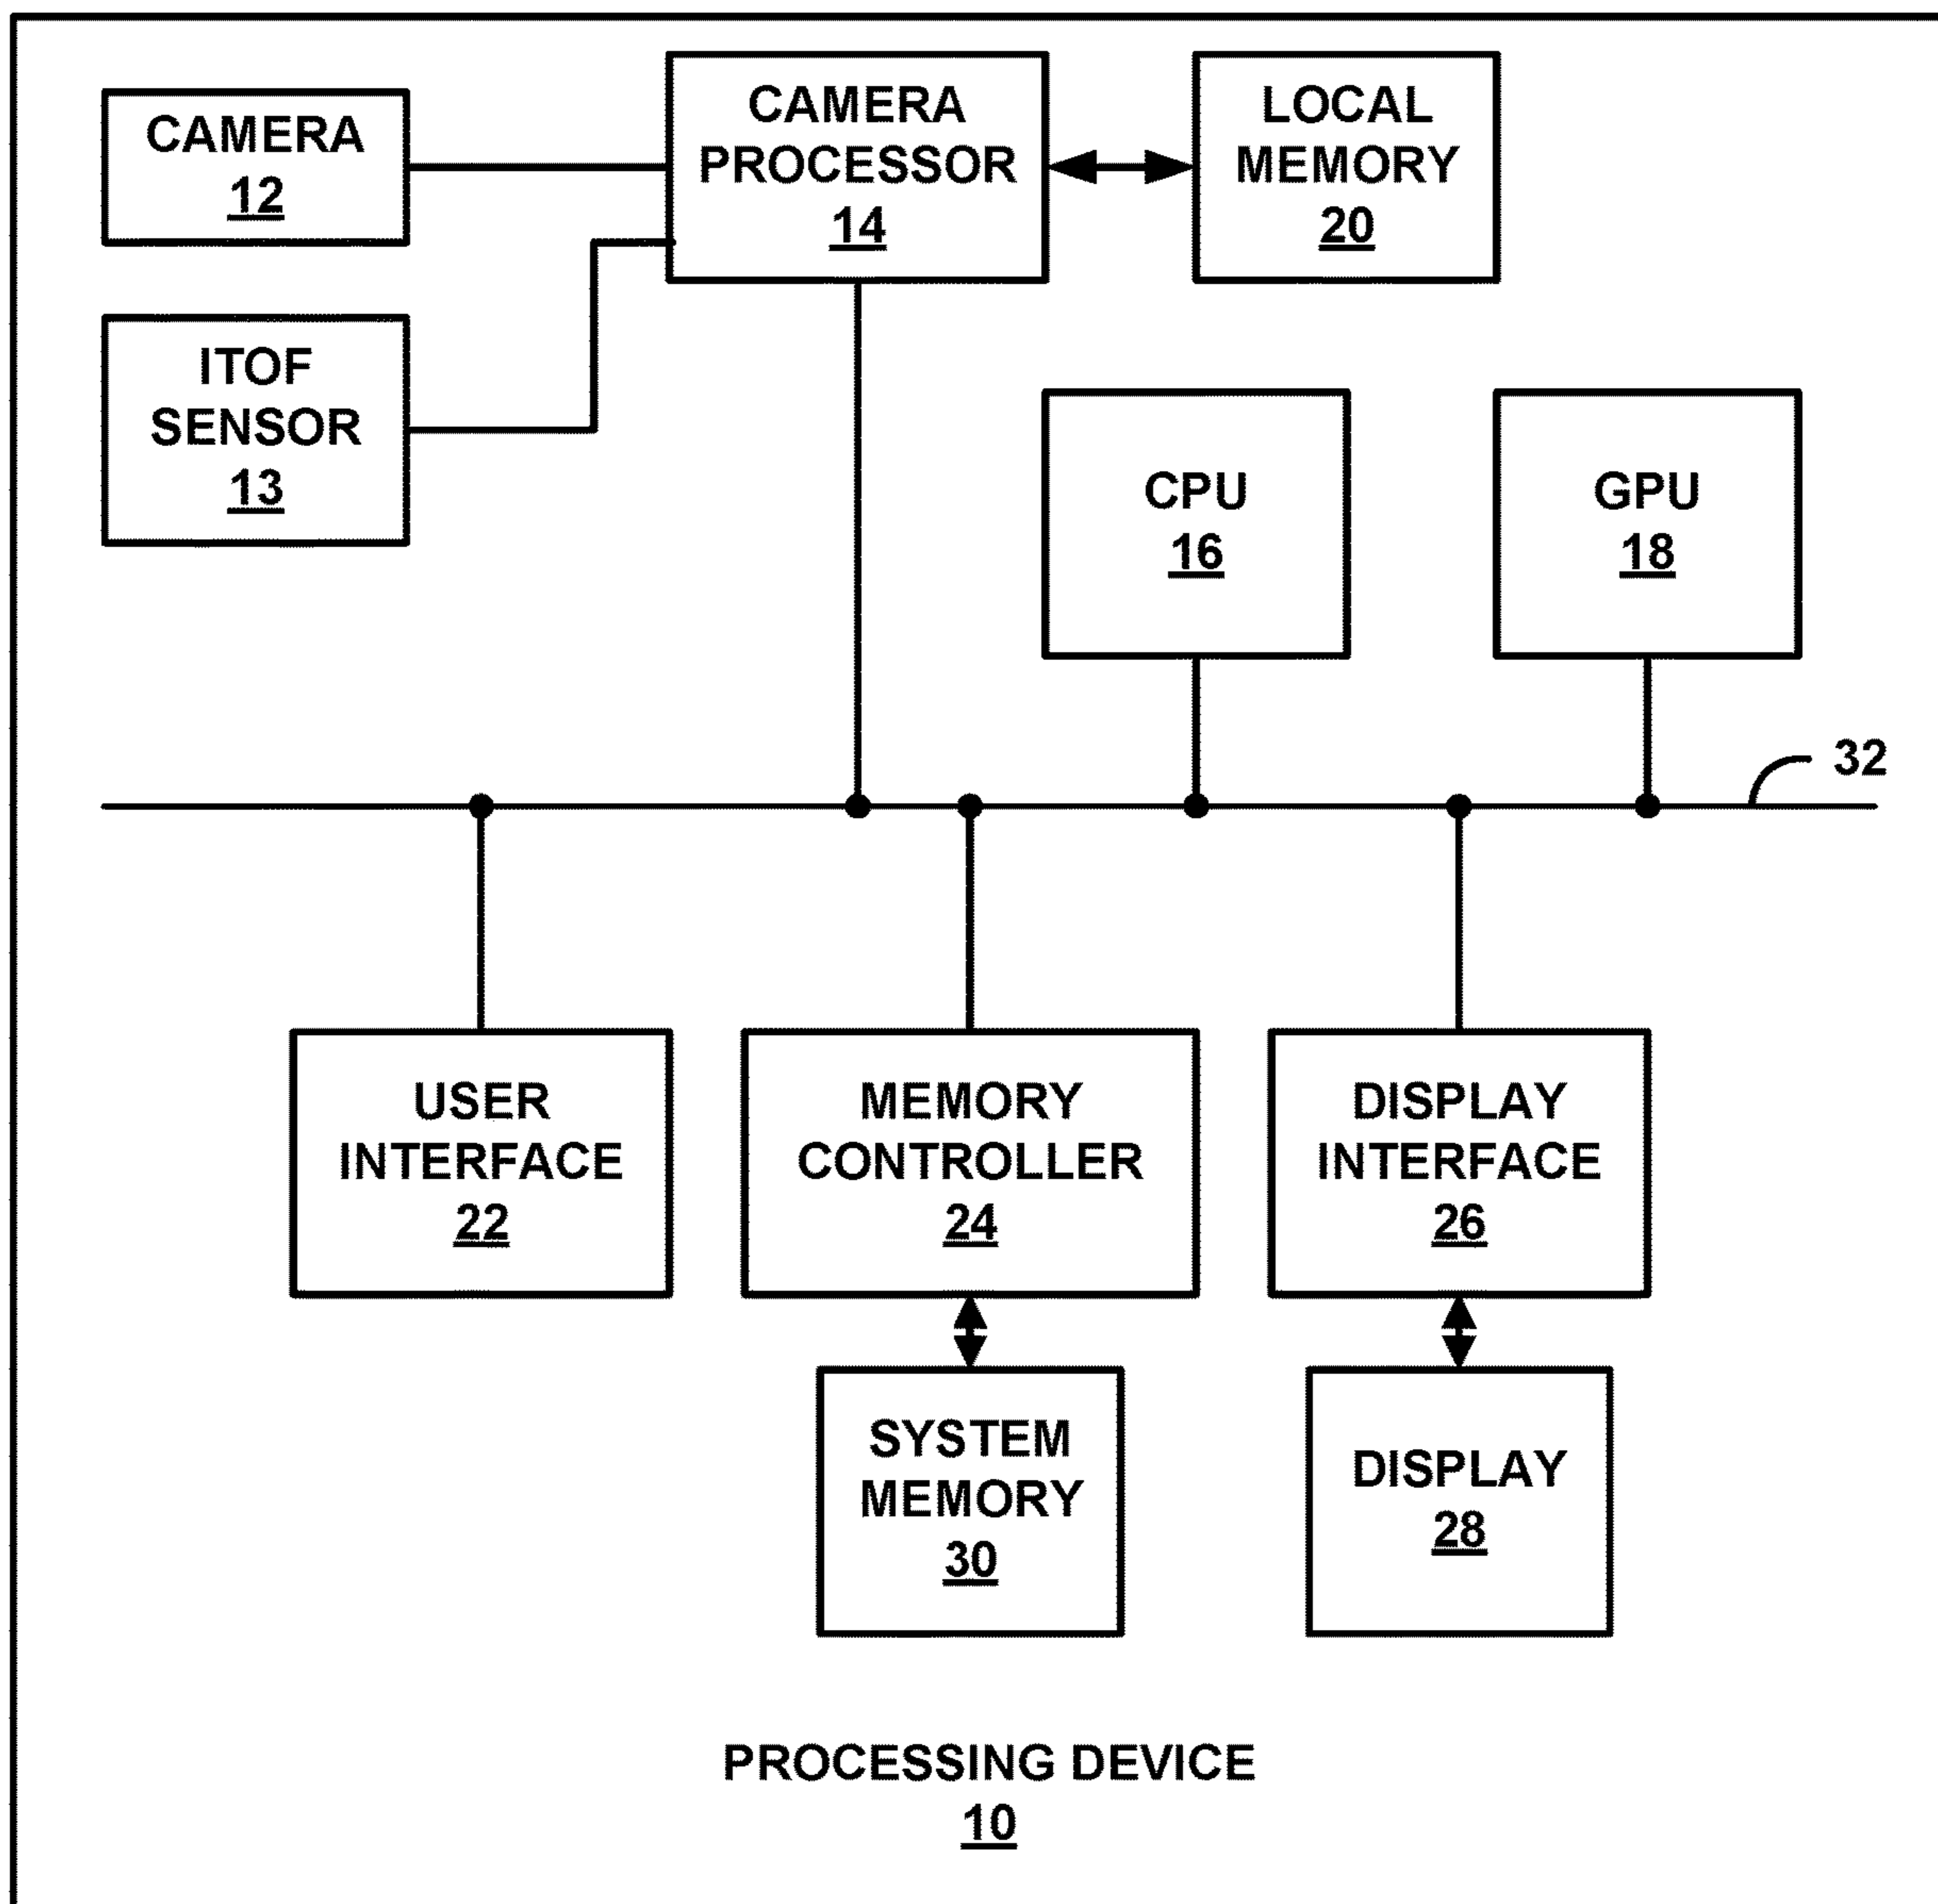 CAMERA
12
CAMERA
PROCESSOR
14
LOCAL
MEMORY
20
ITOF
SENSOR
13
CPU
16
GPU
18
32
USER
INTERFACE
22
MEMORY
CONTROLLER
24
DISPLAY
INTERFACE
26
SYSTEM
MEMORY
30
DISPLAY
28
PROCESSING DEVICE
10